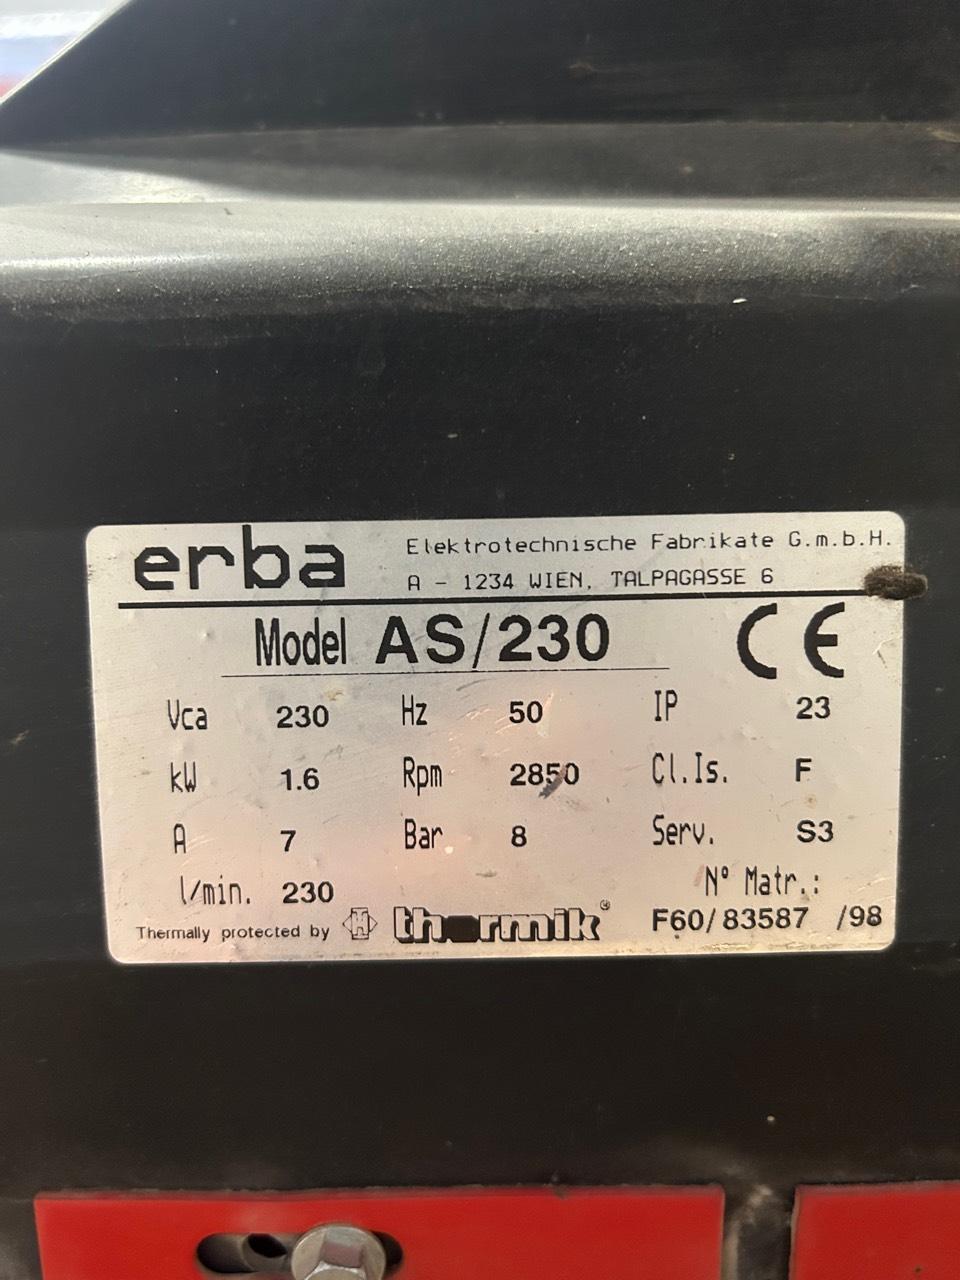 erba
Elektrotechnische Fabrikate G.m.b.H.
A - 1234 WIEN, TALPAGASSE 6
Model AS/230 CE
Vca 230 Hz 50 IP 23
kW 1.6 Rpm 2850 Cl.Is. F
A 7 Bar 8 Serv. S3
l/min. 230 N° Matr.:
Thermally protected by thermik® F60/83587 /98